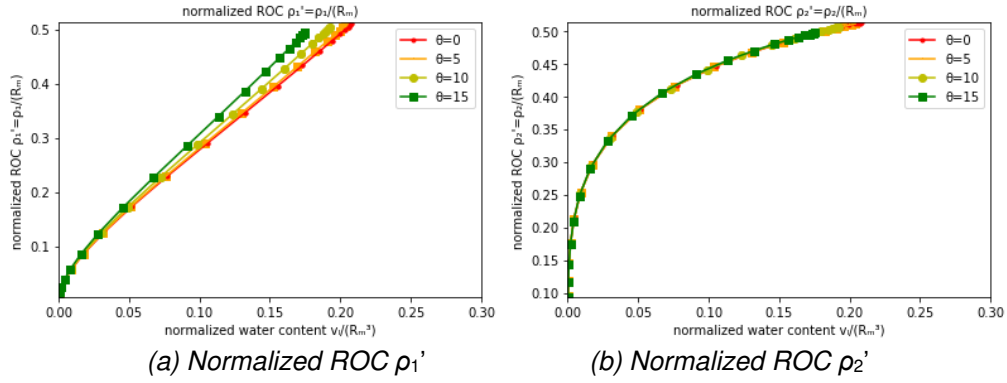 normalized ROC ρ₁'=ρ₁/(Rₘ)
normalized ROC ρ₁'=ρ₁/(Rₘ)
0.5
0.4
0.3
0.2
0.1
θ=0
θ=5
θ=10
θ=15
0.00 0.05 0.10 0.15 0.20 0.25 0.30
normalized water content vₗ/(Rₘ³)
(a) Normalized ROC ρ₁'
normalized ROC ρ₂'=ρ₂/(Rₘ)
normalized ROC ρ₂'=ρ₂/(Rₘ)
0.50
0.45
0.40
0.35
0.30
0.25
0.20
0.15
0.10
θ=0
θ=5
θ=10
θ=15
0.00 0.05 0.10 0.15 0.20 0.25 0.30
normalized water content vₗ/(Rₘ³)
(b) Normalized ROC ρ₂'